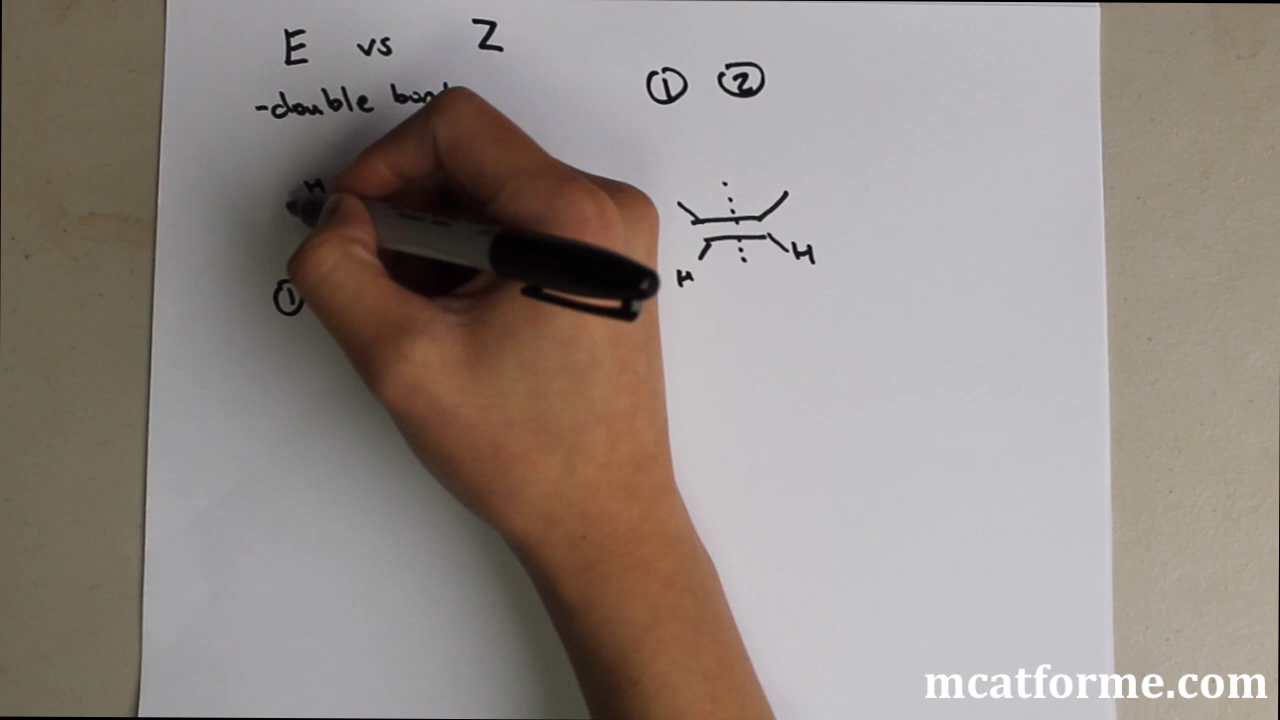 E vs Z
-double
① ②
H
H
H
①
mcatforme.com